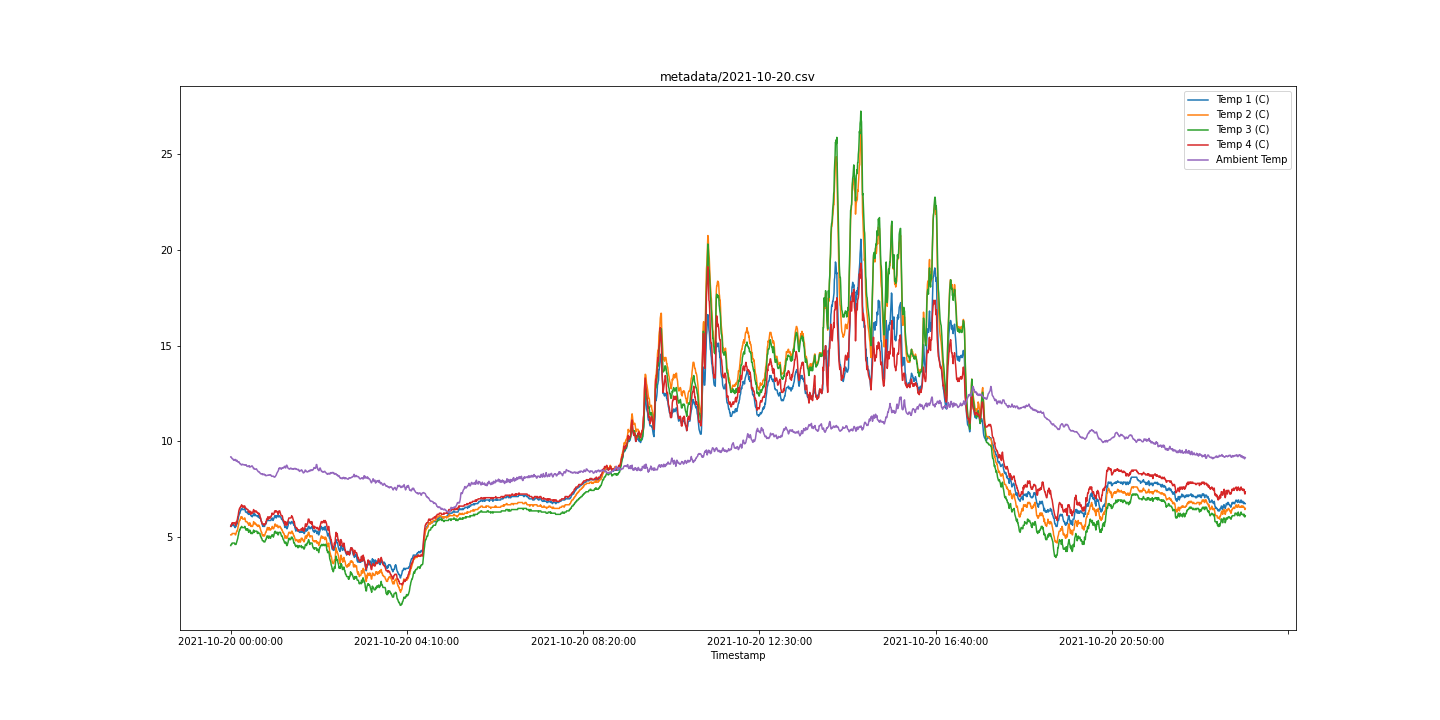 metadata/2021-10-20.csv
Temp 1 (C)
Temp 2 (C)
Temp 3 (C)
Temp 4 (C)
Ambient Temp
25
20
15
10
5
2021-10-20 00:00:00 2021-10-20 04:10:00 2021-10-20 08:20:00 2021-10-20 12:30:00 2021-10-20 16:40:00 2021-10-20 20:50:00
Timestamp